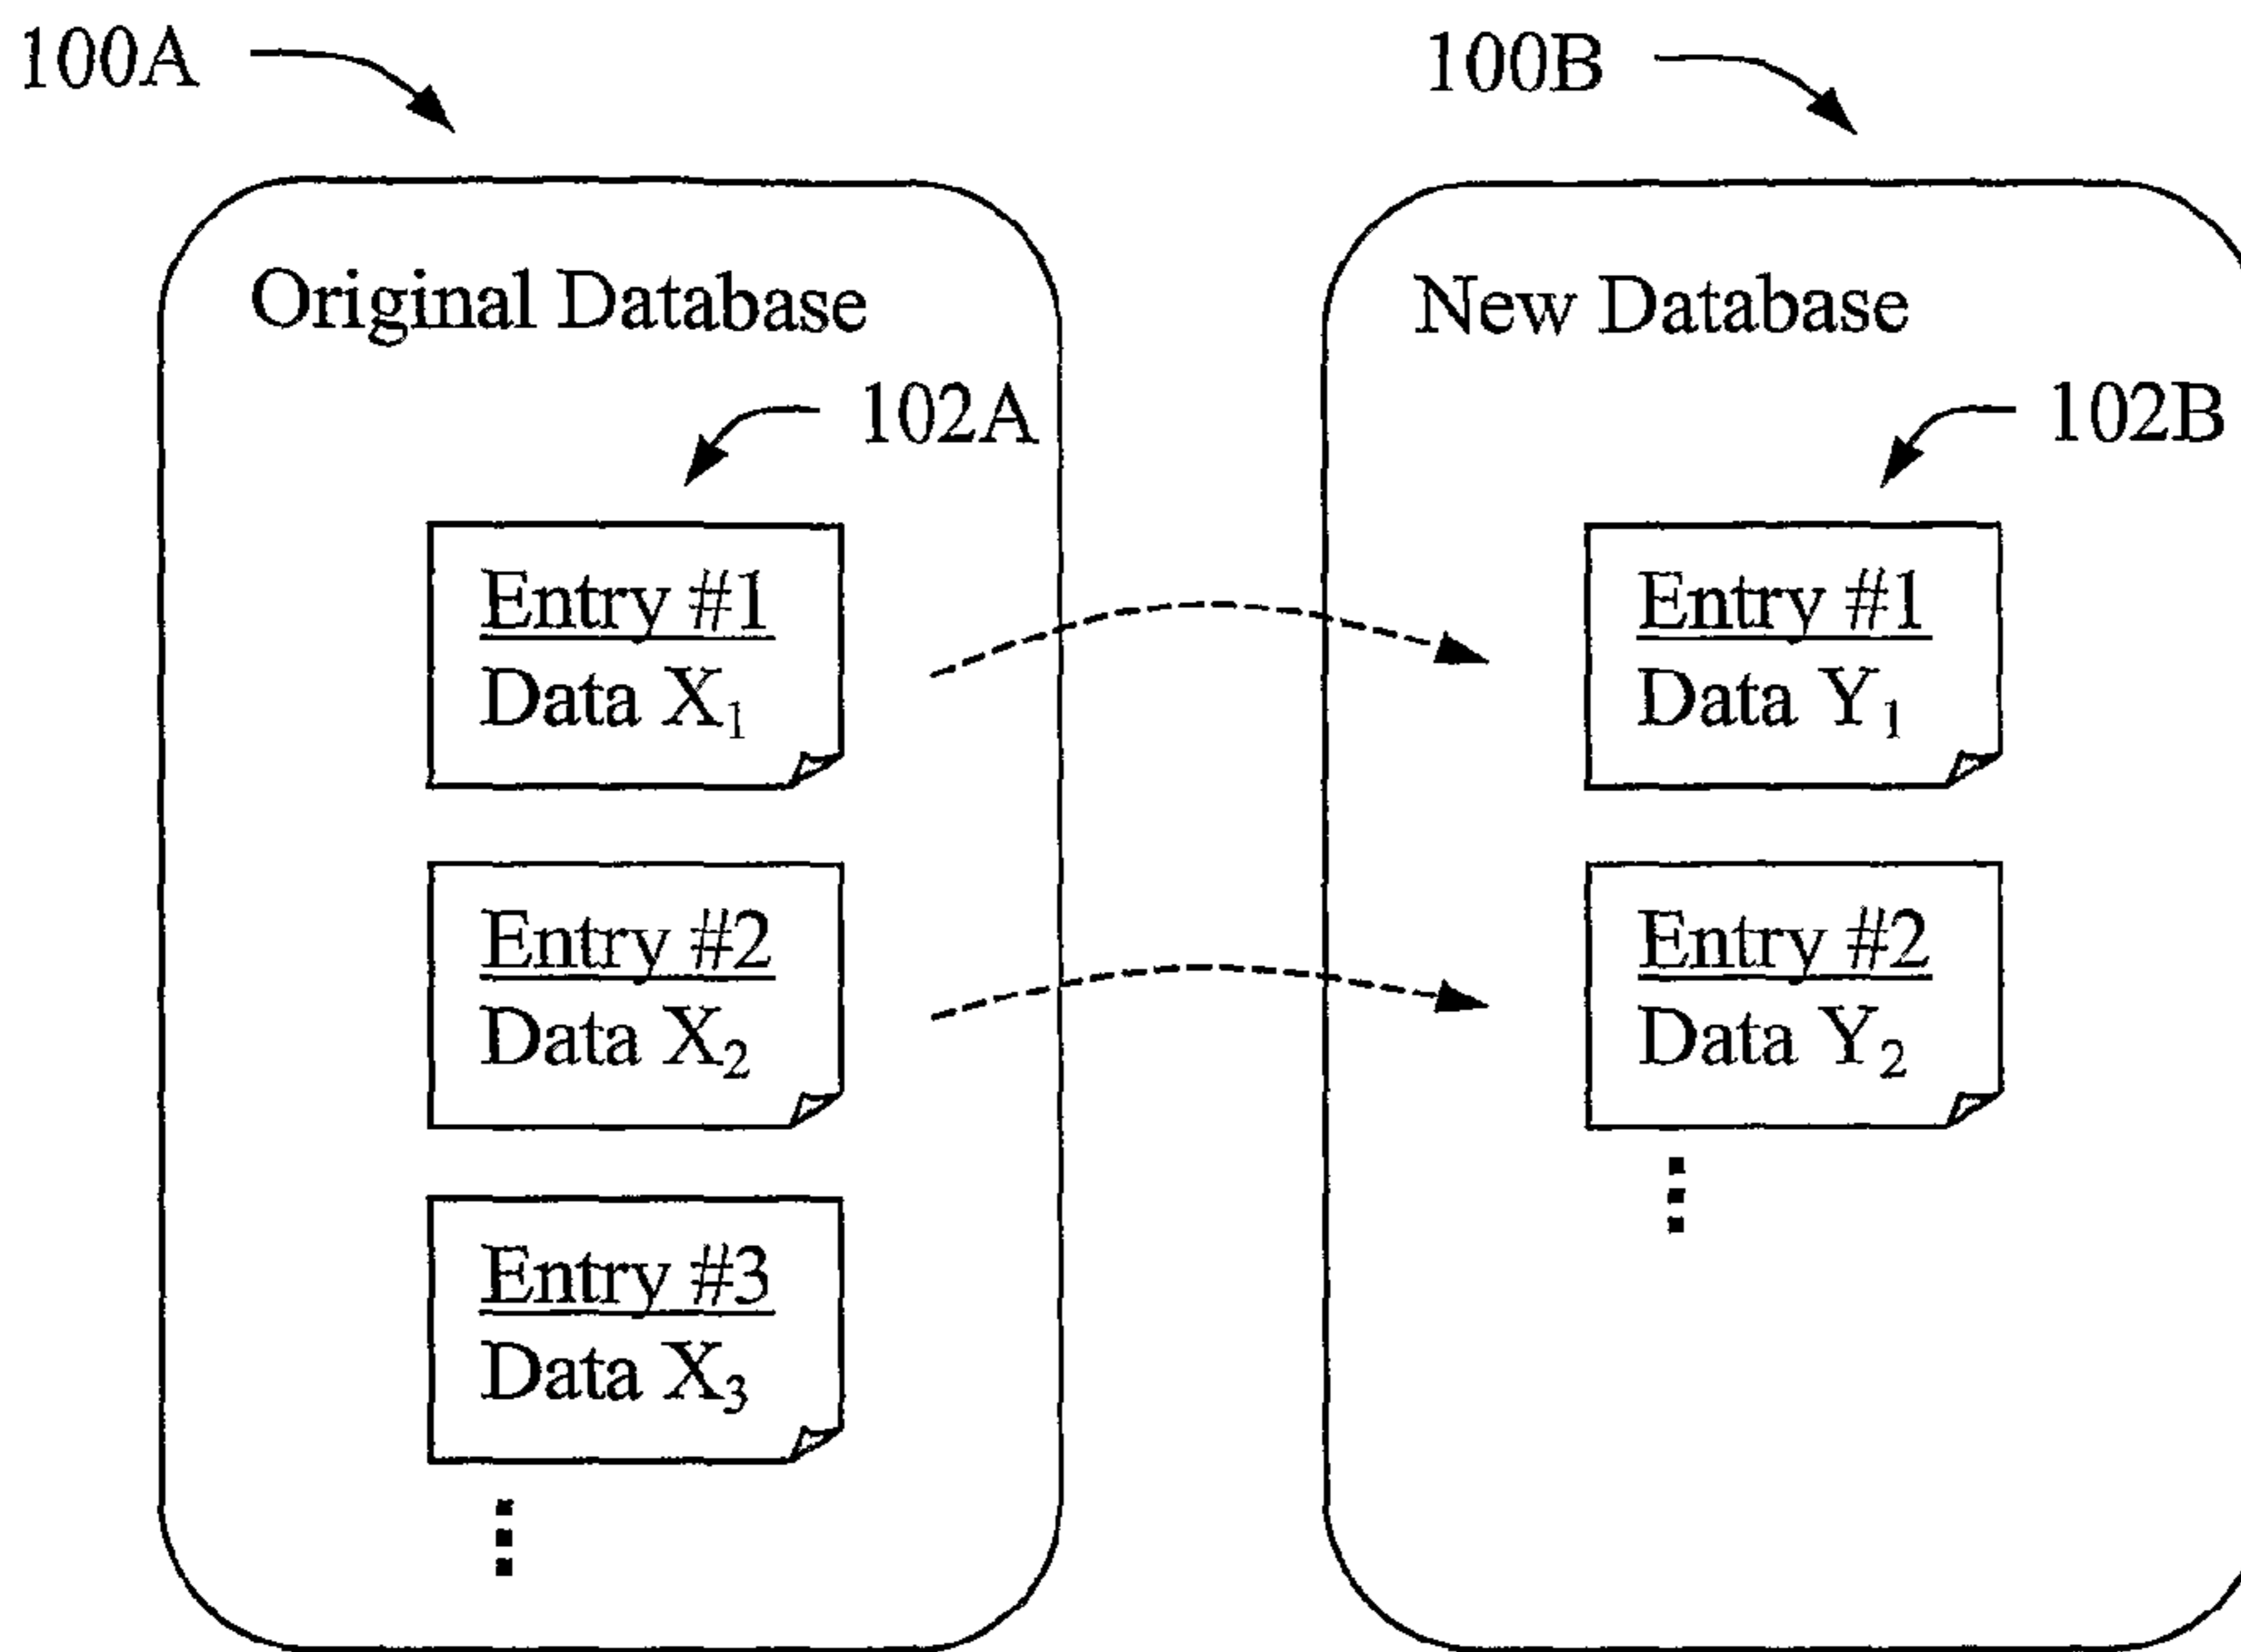 100A
100B
Original Database
New Database
102A
102B
Entry #1
Data X₁
Entry #1
Data Y₁
Entry #2
Data X₂
Entry #2
Data Y₂
Entry #3
Data X₃